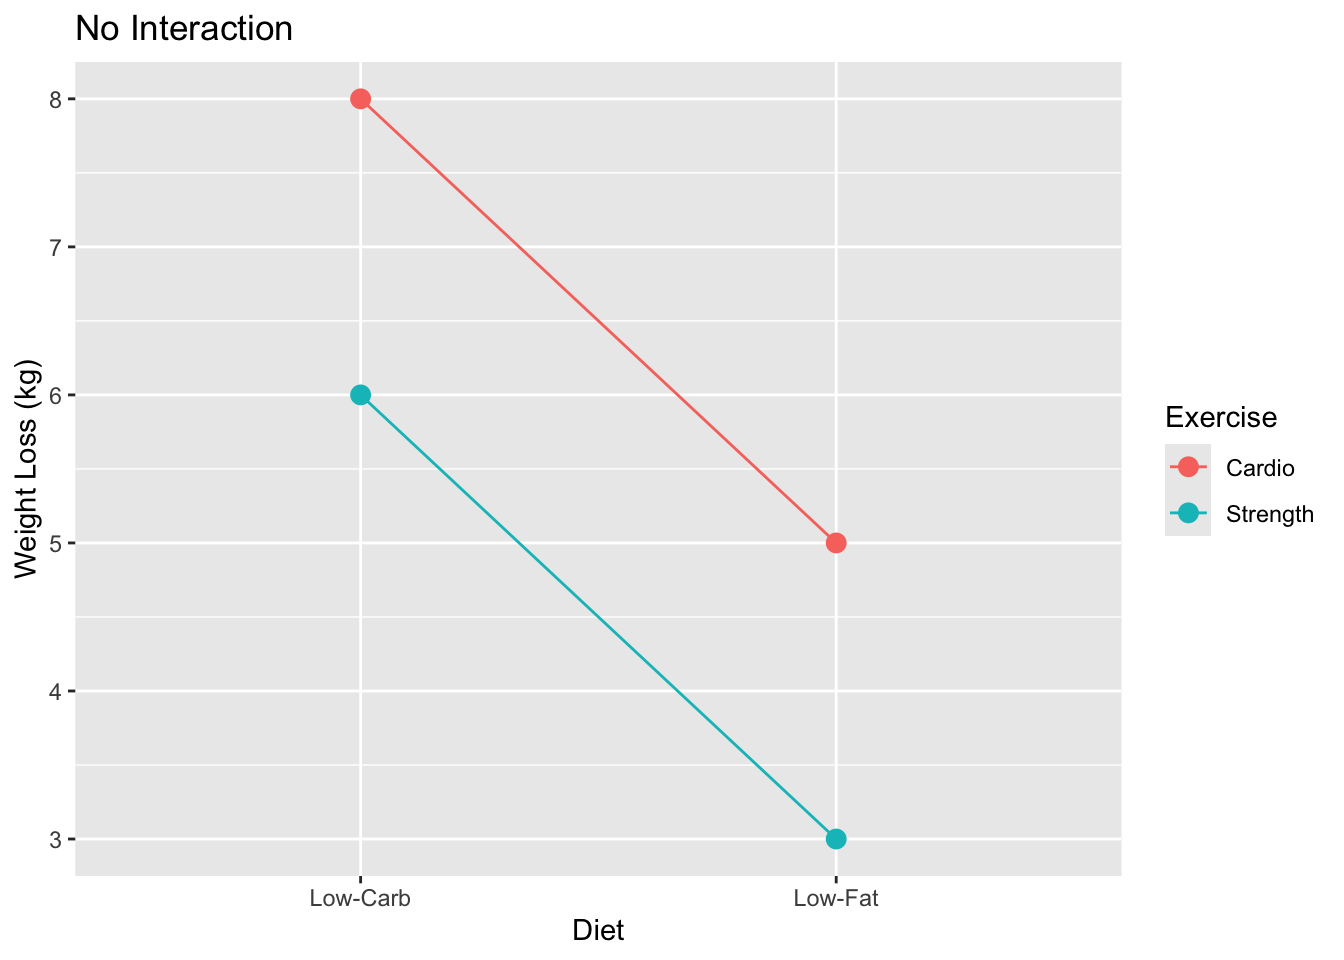 No Interaction
8
7
6
5
4
3
Weight Loss (kg)
Low-Carb
Low-Fat
Diet
Exercise
Cardio
Strength